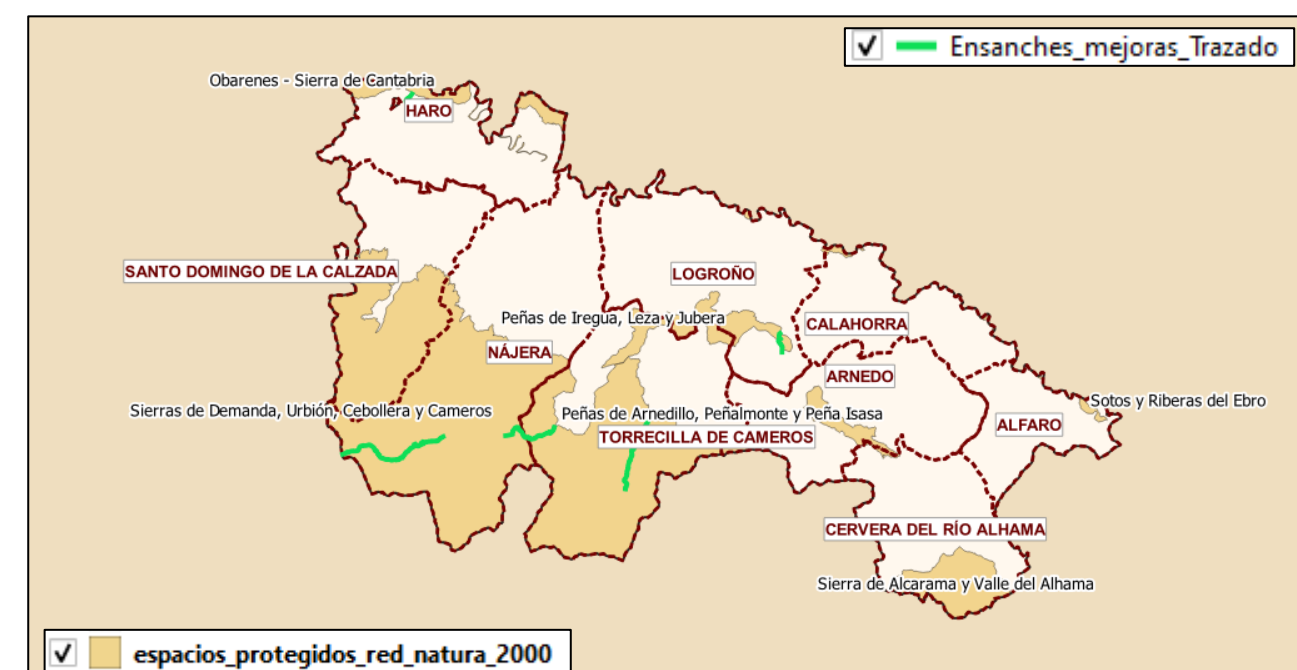 Ensanches_mejoras_Trazado
Obarenes - Sierra de Cantabria
HARO
SANTO DOMINGO DE LA CALZADA
LOGROÑO
Peñas de Iregua, Leza y Jubera
CALAHORRA
NÁJERA
ARNEDO
Sierras de Demanda, Urbión, Cebollera y Cameros
Peñas de Arnedillo, Peñalmonte y Peña Isasa
Sotos y Riberas del Ebro
TORRECILLA DE CAMEROS
ALFARO
CERVERA DEL RÍO ALHAMA
Sierra de Alcarama y Valle del Alhama
espacios_protegidos_red_natura_2000